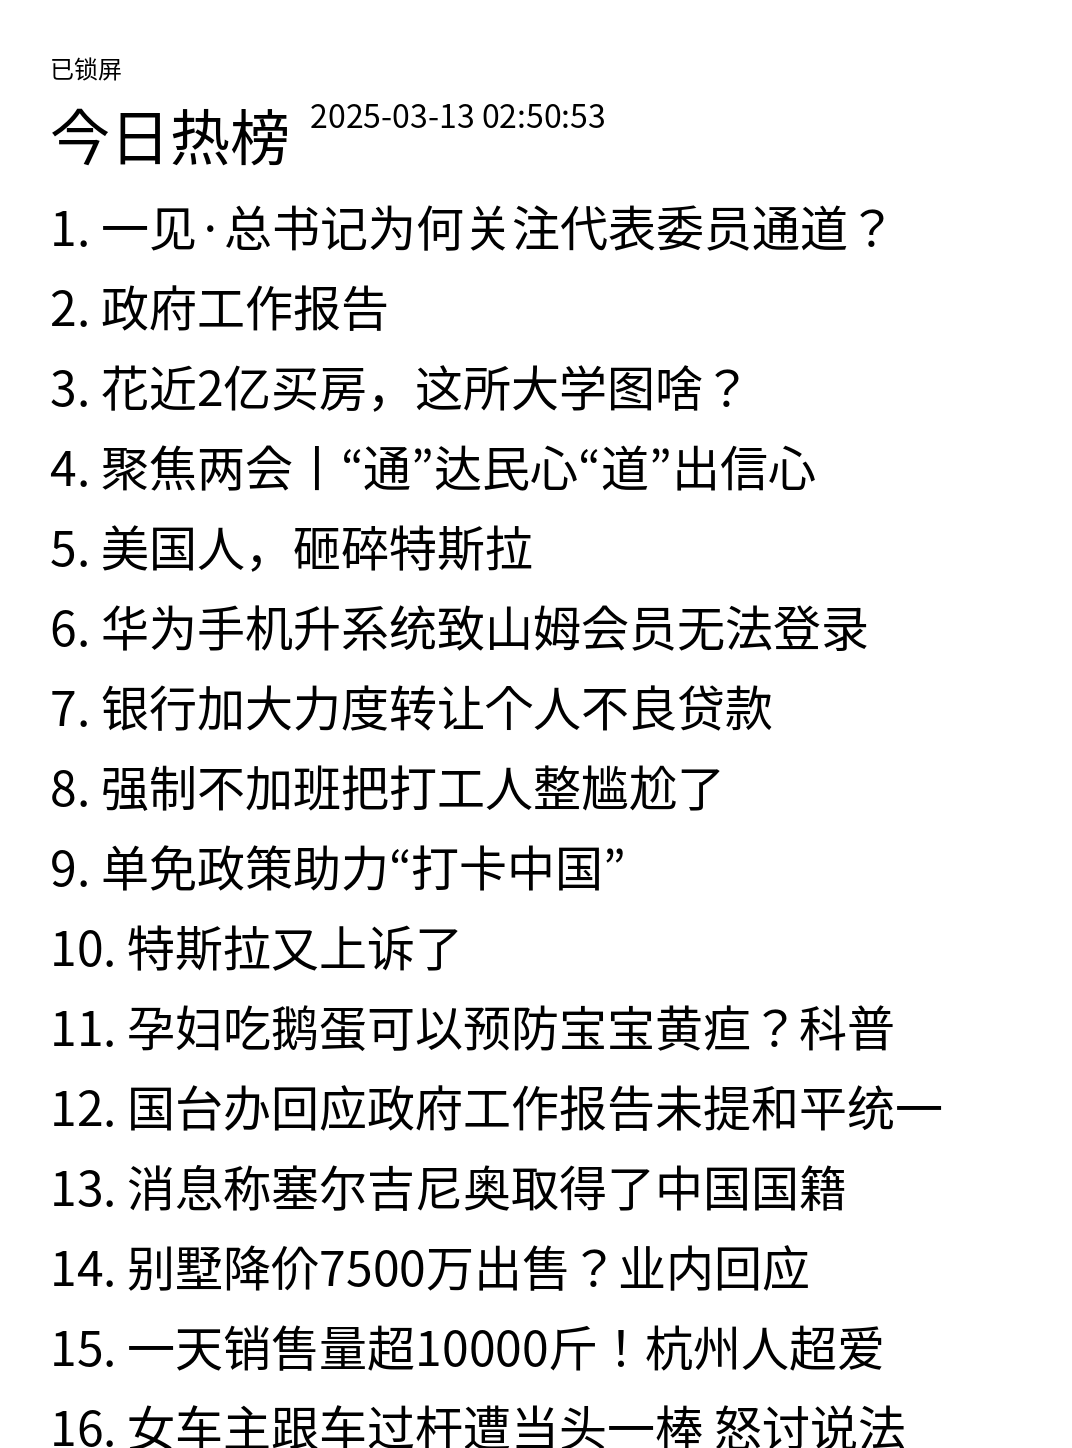 已锁屏
今日热榜 2025-03-13 02:50:53
1. 一见·总书记为何关注代表委员通道？
2. 政府工作报告
3. 花近2亿买房，这所大学图啥？
4. 聚焦两会丨“通”达民心“道”出信心
5. 美国人，砸碎特斯拉
6. 华为手机升系统致山姆会员无法登录
7. 银行加大力度转让个人不良贷款
8. 强制不加班把打工人整尴尬了
9. 单免政策助力“打卡中国”
10. 特斯拉又上诉了
11. 孕妇吃鹅蛋可以预防宝宝黄疸？科普
12. 国台办回应政府工作报告未提和平统一
13. 消息称塞尔吉尼奥取得了中国国籍
14. 别墅降价7500万出售？业内回应
15. 一天销售量超10000斤！杭州人超爱
16. 女车主跟车过杆遭当头一棒 怒讨说法